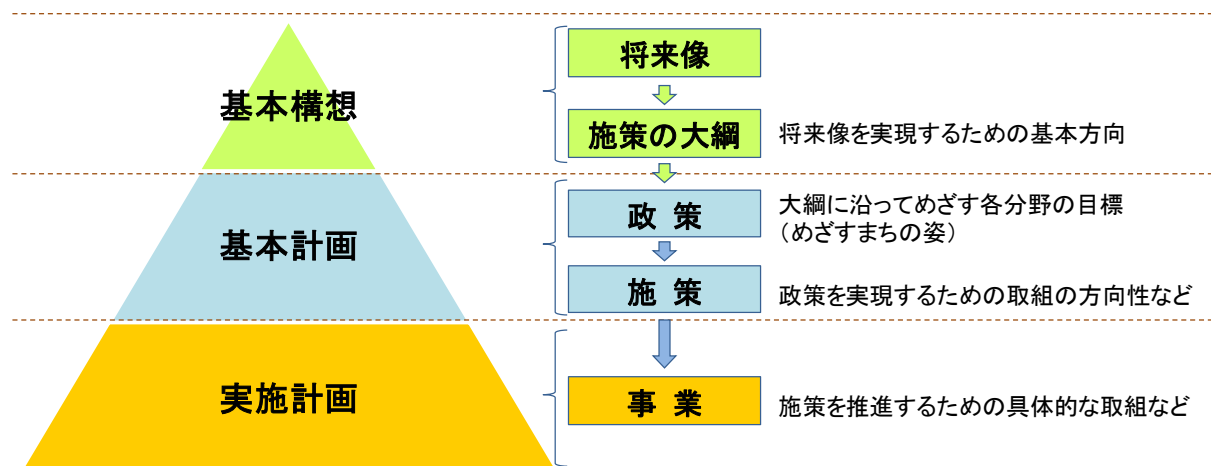 基本構想
将来像
施策の大綱
将来像を実現するための基本方向
基本計画
政 策
大綱に沿ってめざす各分野の目標
（めざすまちの姿）
施 策
政策を実現するための取組の方向性など
実施計画
事 業
施策を推進するための具体的な取組など